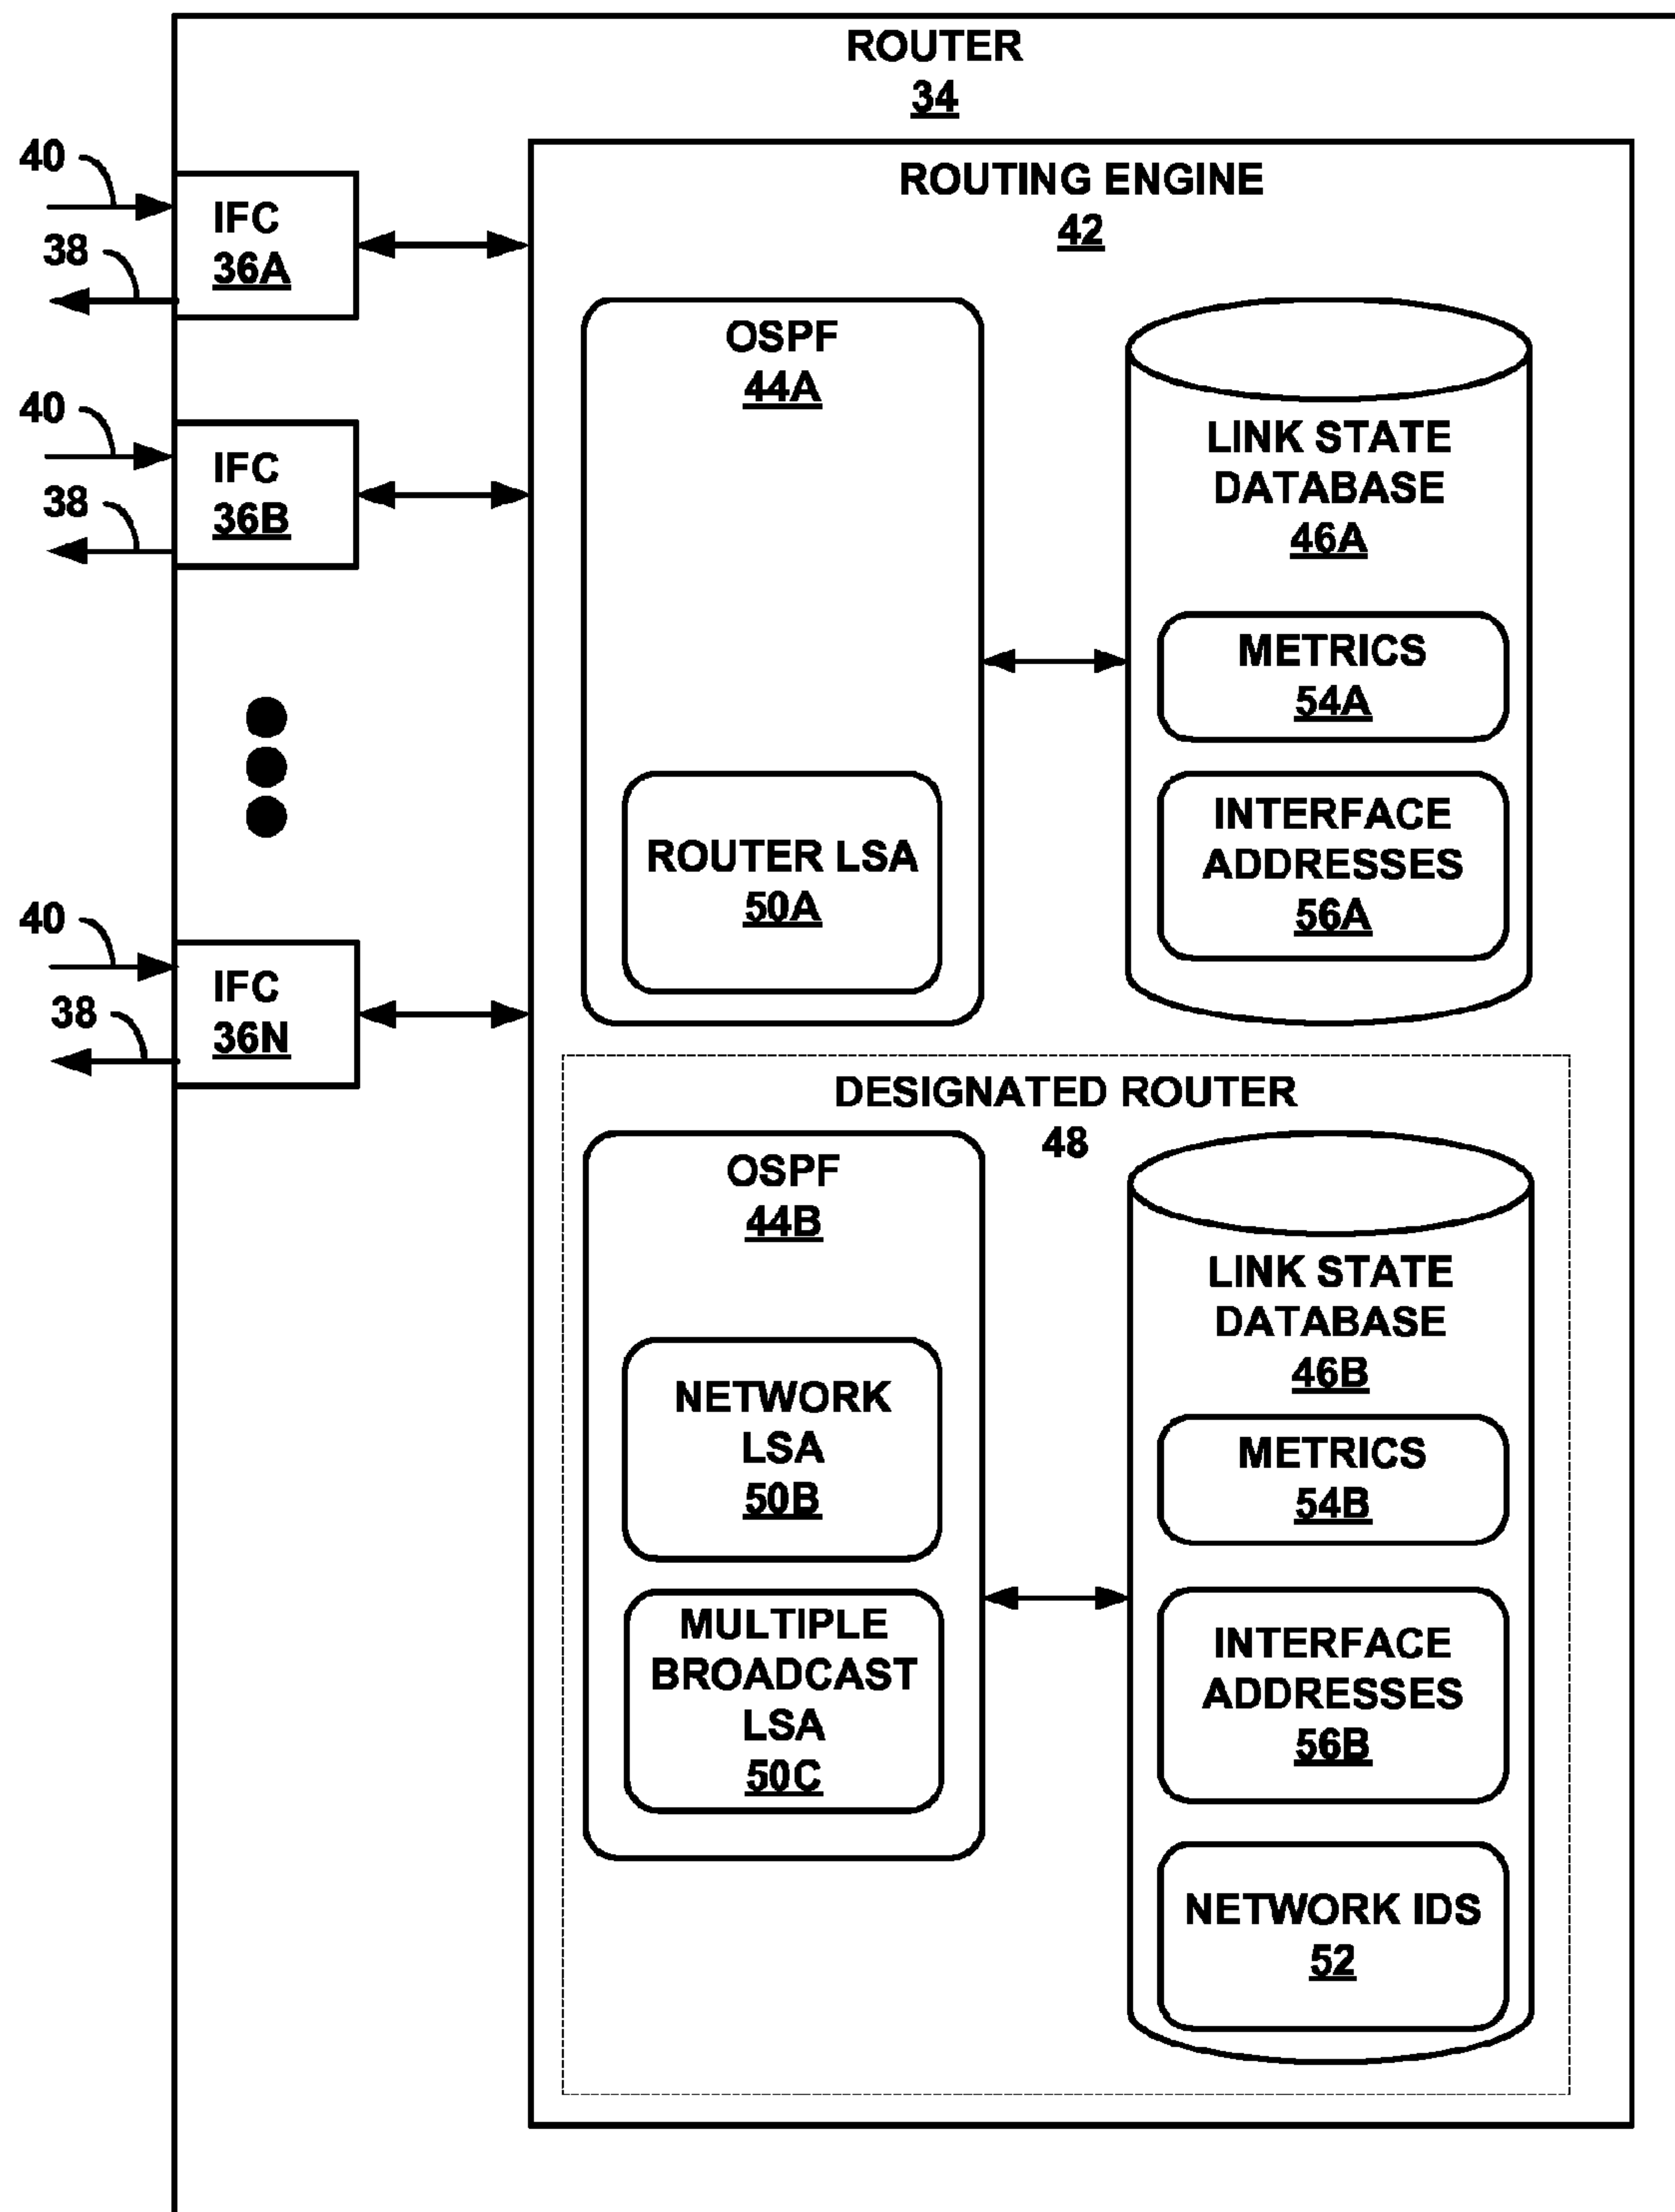 ROUTER
34
40
IFC
36A
38
40
IFC
36B
38
40
IFC
36N
38
ROUTING ENGINE
42
OSPF
44A
ROUTER LSA
50A
LINK STATE
DATABASE
46A
METRICS
54A
INTERFACE
ADDRESSES
56A
DESIGNATED ROUTER
48
OSPF
44B
NETWORK
LSA
50B
MULTIPLE
BROADCAST
LSA
50C
LINK STATE
DATABASE
46B
METRICS
54B
INTERFACE
ADDRESSES
56B
NETWORK IDS
52